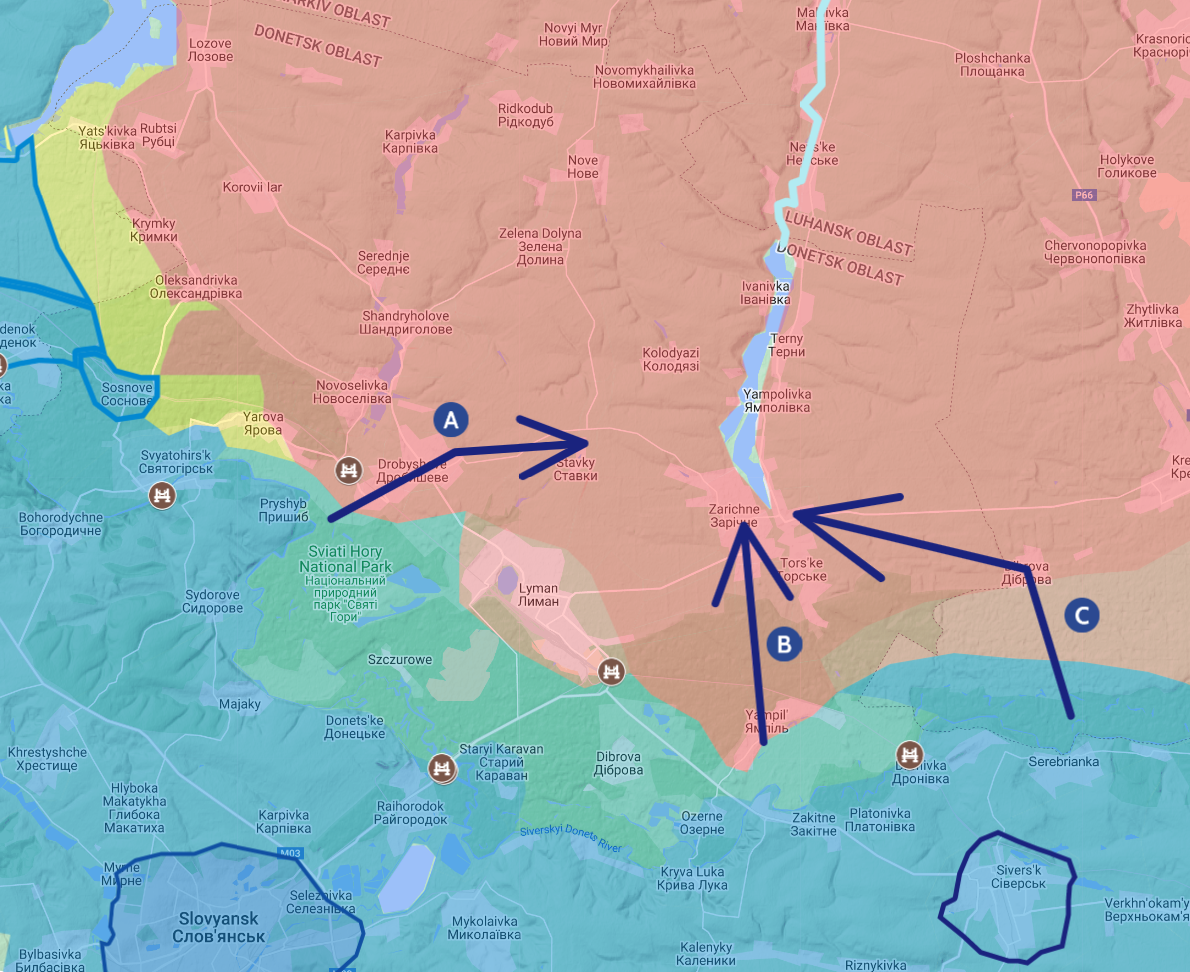 KHARKIV OBLAST
DONETSK OBLAST
Lozove
Лозове
Novyi Myr
Новий Мир
Makiivka
Макіївка
Ploshchanka
Площанка
Novomykhailivka
Новомихайлівка
Ridkodub
Рідкодуб
Yats'kivka
Яцьківка
Rubtsi
Рубці
Karpivka
Карпівка
Nove
Нове
Nevs'ke
Невське
Holykove
Голикове
P66
Korovii Iar
Krymky
Кримки
Zelena Dolyna
Зелена
Долина
LUHANSK OBLAST
DONETSK OBLAST
Chervonopopivka
Червонопопівка
Serednje
Середнє
Oleksandrivka
Олександрівка
Ivanivka
Іванівка
Zhytlivka
Житлівка
Shandryholove
Шандриголове
denok
денок
Terny
Терни
Kolodyazi
Колодязі
Sosnove
Соснове
Novoselivka
Новоселівка
Yampolivka
Ямполівка
Yarova
Ярова
A
Svyatohirs'k
Святогірськ
Drobysheve
Дробишеве
Stavky
Ставки
Pryshyb
Пришиб
Bohorodychne
Богородичне
Zarichne
Зарічне
Sviati Hory
National Park
Національний
природний
парк "Святі
Гори"
Tors'ke
Торське
Dibrova
Діброва
Lyman
Лиман
Sydorove
Сидорове
C
B
Szczurowe
Majaky
Yampil'
Ямпіль
Donets'ke
Донецьке
Khrestyshche
Хрестище
Staryi Karavan
Старий
Караван
Dibrova
Діброва
Дронівка
Serebrianka
Hlyboka
Makatykha
Глибока
Макатиха
Karpivka
Карпівка
Raihorodok
Райгородок
Ozerne
Озерне
Zakitne
Закітне
Platonivka
Платонівка
Siverskyi Donets River
M03
Myrne
Мирне
Kryva Luka
Крива Лука
Sivers'k
Сіверськ
Seleznivka
Селезнівка
Slovyansk
Слов'янськ
Mykolaivka
Миколаївка
Verkhn'okam'y
Верхньокам'я
Bylbasivka
Билбасівка
Kalenyky
Каленики
Riznykivka